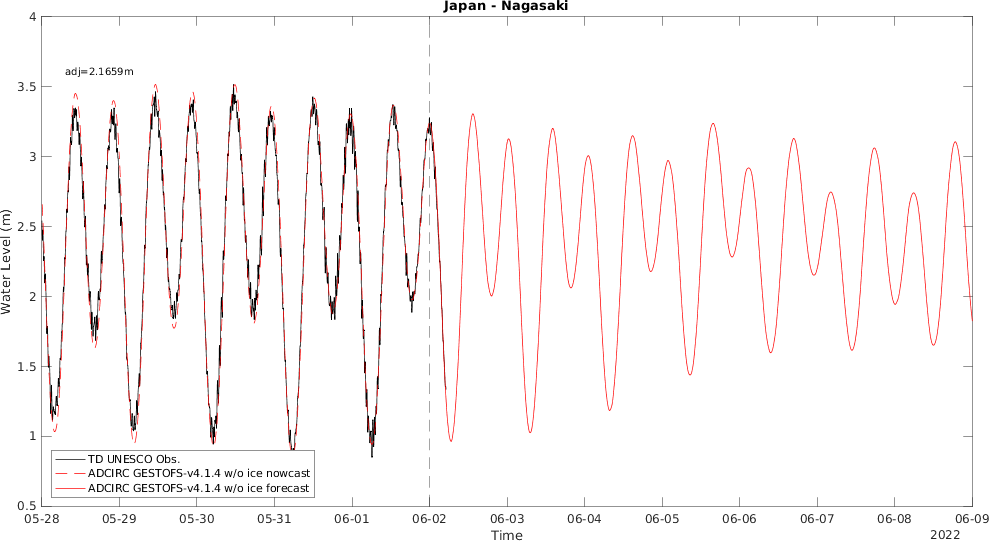 Japan - Nagasaki
4
adj=2.1659m
3.5
3
2.5
2
1.5
1
0.5
Water Level (m)
TD UNESCO Obs.
ADCIRC GESTOFS-v4.1.4 w/o ice nowcast
ADCIRC GESTOFS-v4.1.4 w/o ice forecast
05-28 05-29 05-30 05-31 06-01 06-02 06-03 06-04 06-05 06-06 06-07 06-08 06-09
Time
2022